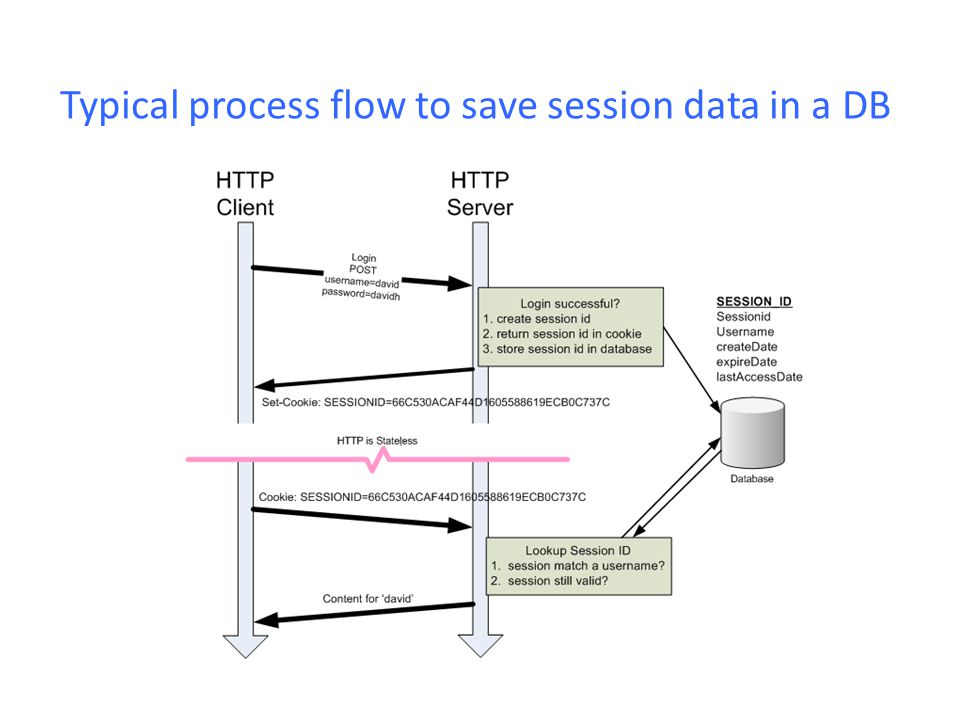 Typical process flow to save session data in a DB
HTTP
Client
HTTP
Server
Login
POST
username=david
password=davidh
Login successful?
1. create session id
2. return session id in cookie
3. store session id in database
SESSION_ID
Sessionid
Username
createDate
expireDate
lastAccessDate
Set-Cookie: SESSIONID=66C530ACAF44D1605588619ECB0C737C
HTTP is Stateless
Database
Cookie: SESSIONID=66C530ACAF44D1605588619ECB0C737C
Lookup Session ID
1. session match a username?
2. session still valid?
Content for 'david'